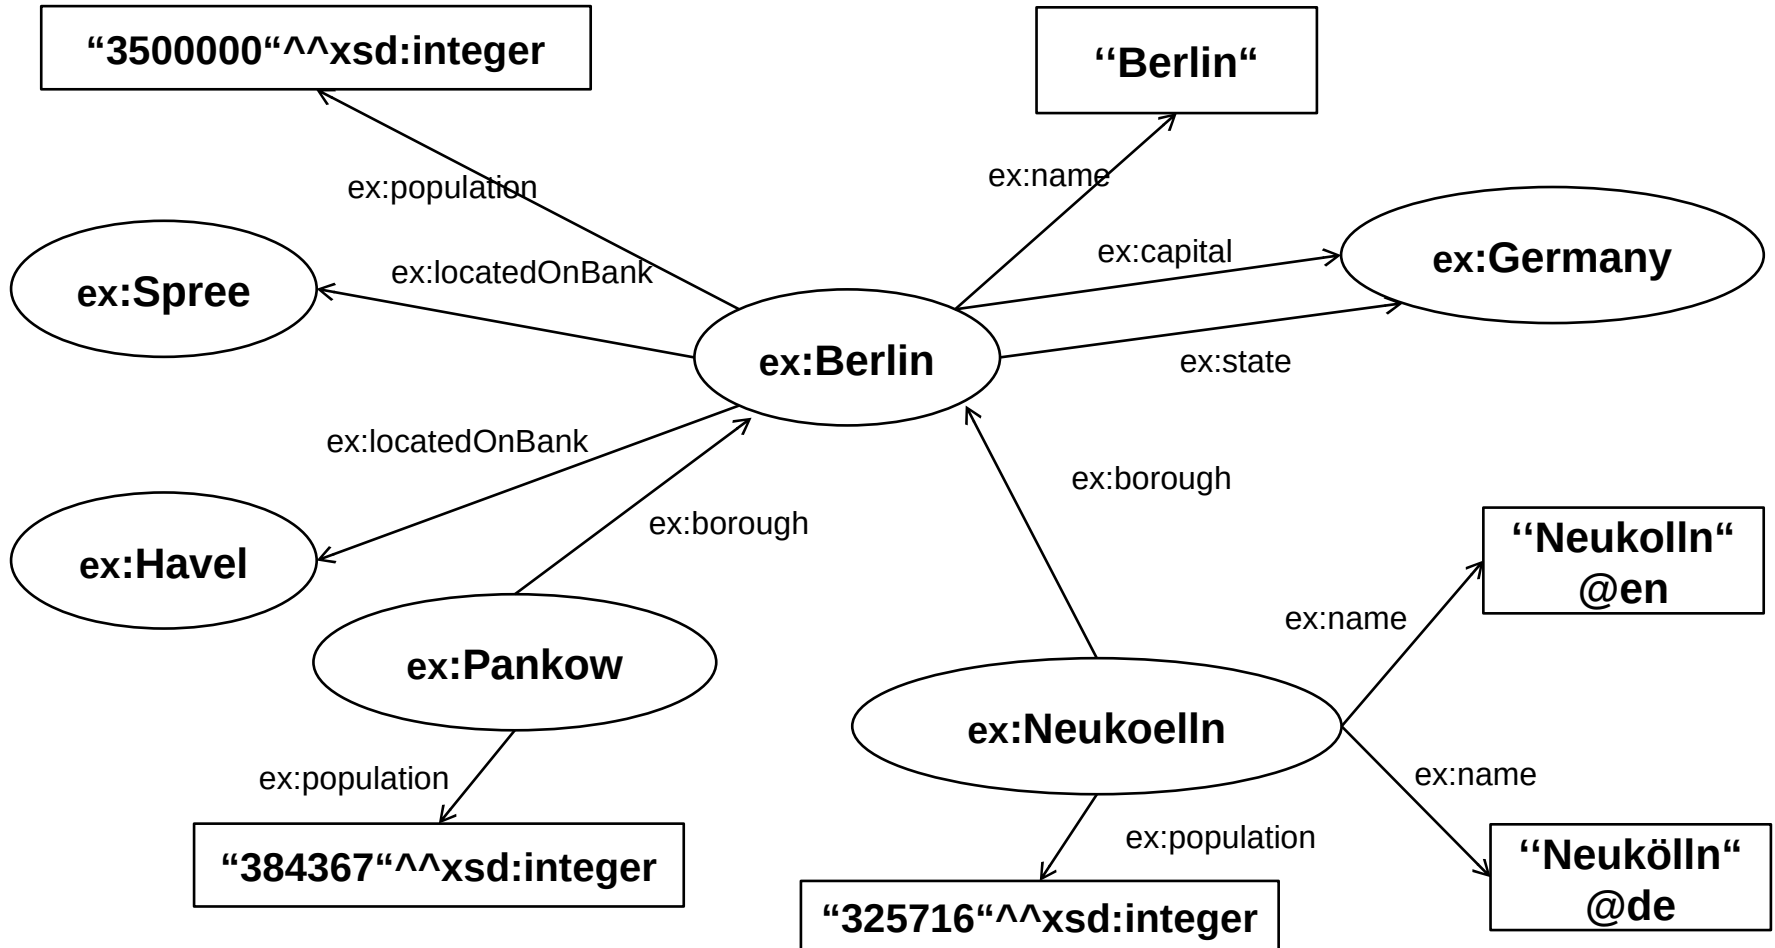 “3500000“^^xsd:integer
‘‘Berlin“
ex:population
ex:name
ex:capital
ex:Germany
ex:locatedOnBank
ex:Spree
ex:Berlin
ex:state
ex:locatedOnBank
ex:borough
ex:borough
ex:Havel
‘‘Neukolln“
@en
ex:name
ex:Pankow
ex:Neukoelln
ex:population
ex:name
ex:population
“384367“^^xsd:integer
‘‘Neukölln“
@de
“325716“^^xsd:integer